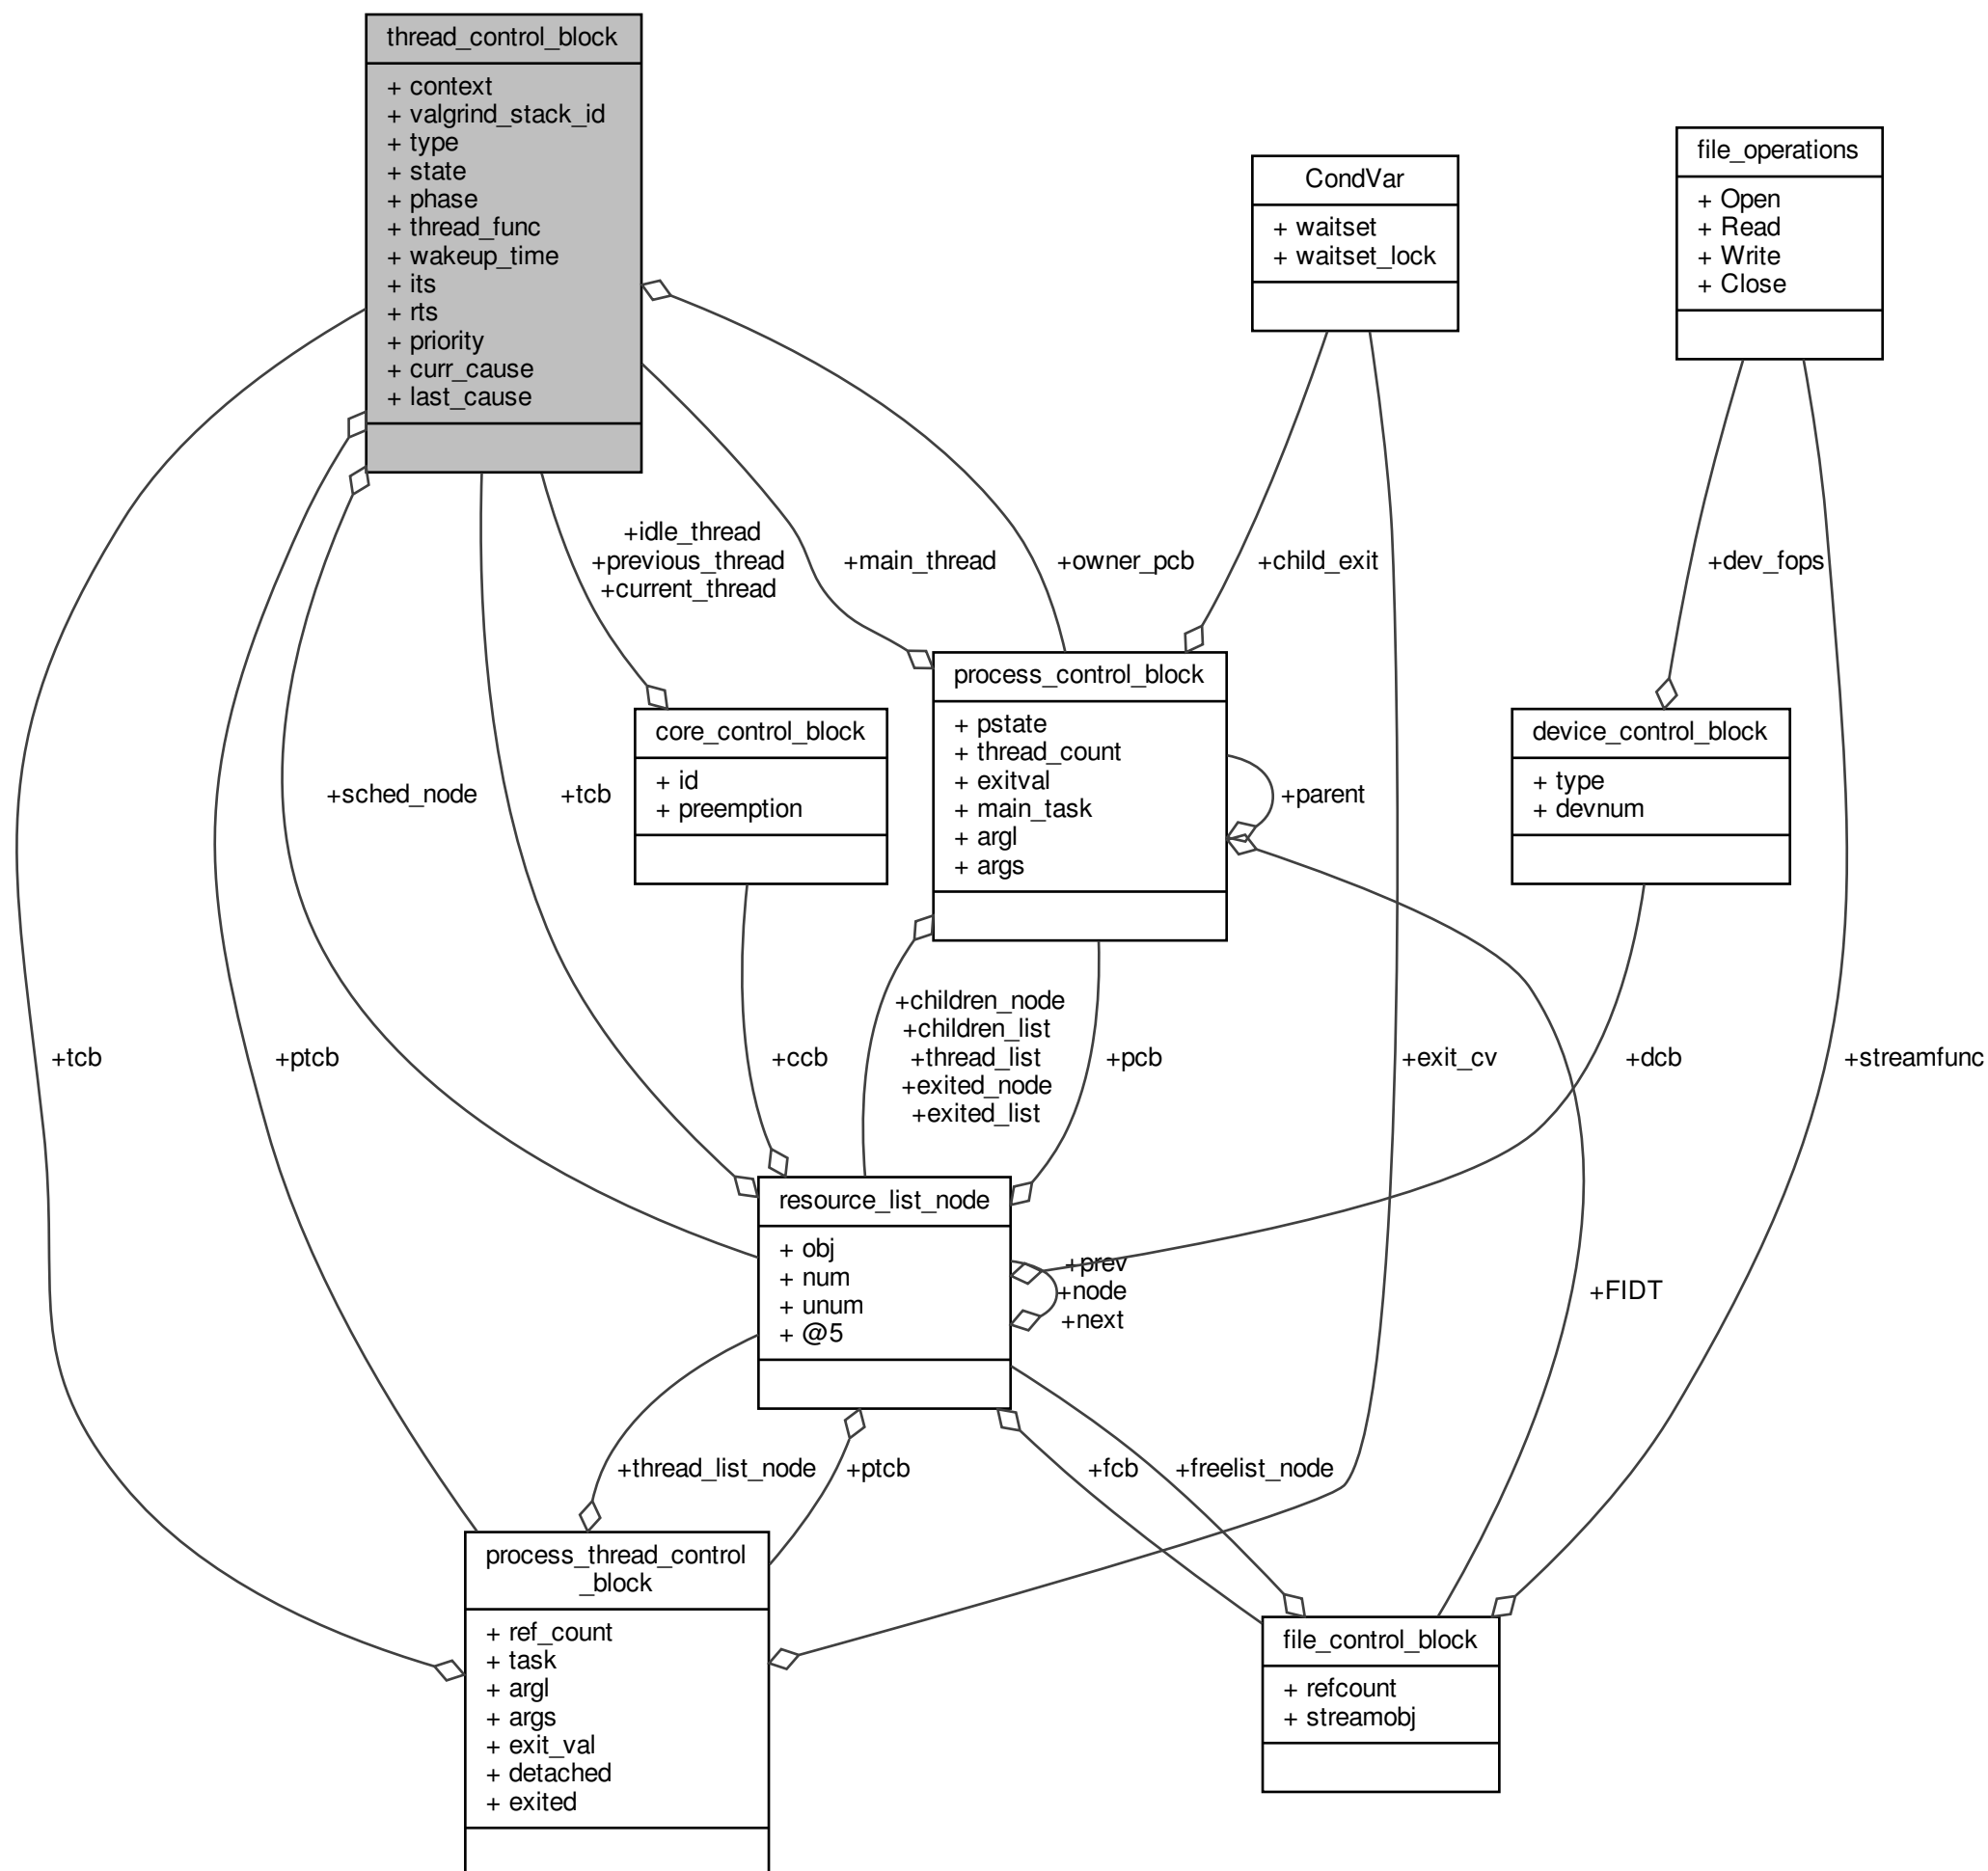 thread_control_block
+ context
+ valgrind_stack_id
+ type
+ state
+ phase
+ thread_func
+ wakeup_time
+ its
+ rts
+ priority
+ curr_cause
+ last_cause
CondVar
+ waitset
+ waitset_lock
file_operations
+ Open
+ Read
+ Write
+ Close
+idle_thread
+previous_thread
+current_thread
+main_thread
+owner_pcb
+child_exit
+dev_fops
process_control_block
+ pstate
+ thread_count
+ exitval
+ main_task
+ argl
+ args
core_control_block
+ id
+ preemption
device_control_block
+ type
+ devnum
+sched_node
+tcb
+parent
+children_node
+children_list
+thread_list
+exited_node
+exited_list
+tcb
+ptcb
+ccb
+pcb
+exit_cv
+dcb
+streamfunc
resource_list_node
+ obj
+ num
+ unum
+ @5
+prev
+node
+next
+FIDT
+thread_list_node
+ptcb
+fcb
+freelist_node
process_thread_control
_block
+ ref_count
+ task
+ argl
+ args
+ exit_val
+ detached
+ exited
file_control_block
+ refcount
+ streamobj